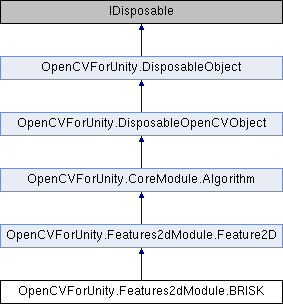 IDisposable
OpenCVForUnity.DisposableObject
OpenCVForUnity.DisposableOpenCVObject
OpenCVForUnity.CoreModule.Algorithm
OpenCVForUnity.Features2dModule.Feature2D
OpenCVForUnity.Features2dModule.BRISK